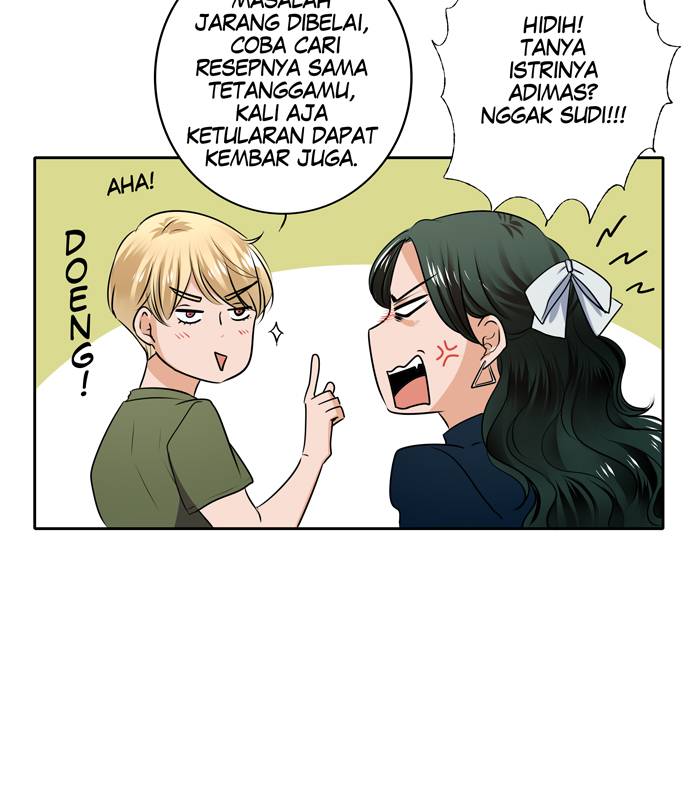 MASALAH
JARANG DIBELAI,
COBA CARI
RESEPNYA SAMA
TETANGGAMU,
KALI AJA
KETULARAN DAPAT
KEMBAR JUGA.
HIDIH!
TANYA
ISTRINYA
ADIMAS?
NGGAK SUDI!!!
AHA!
DOENG!